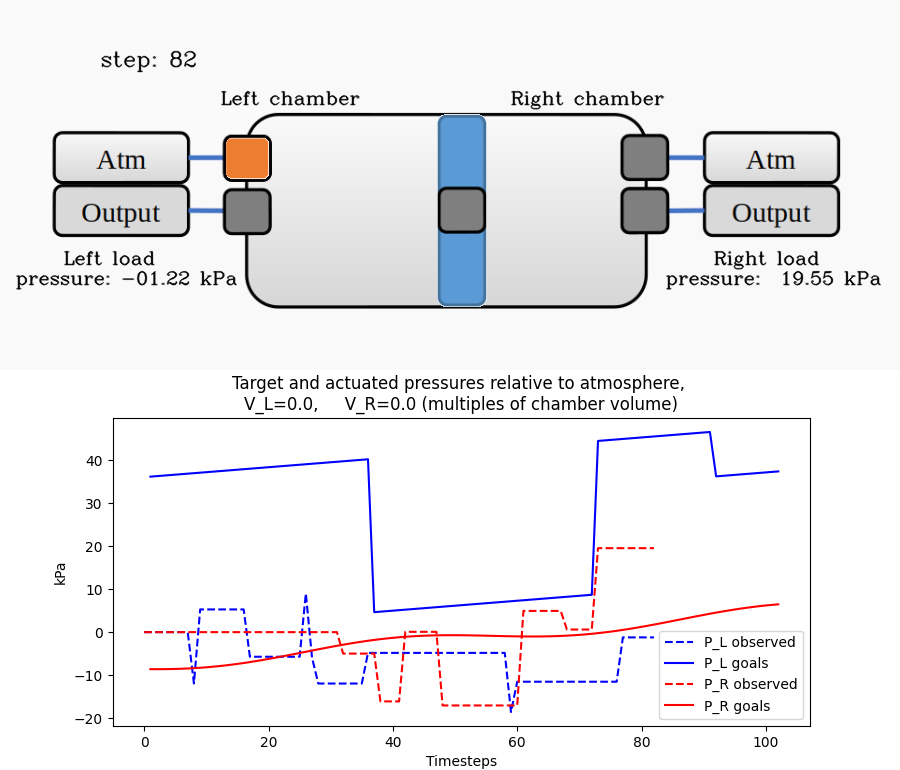 step: 82
Left chamber
Right chamber
Atm
Atm
Output
Output
Left load
pressure: -01.22 kPa
Right load
pressure: 19.55 kPa
Target and actuated pressures relative to atmosphere,
V_L=0.0, V_R=0.0 (multiples of chamber volume)
kPa
40
30
20
10
0
−10
−20
P_L observed
P_L goals
P_R observed
P_R goals
0 20 40 60 80 100
Timesteps